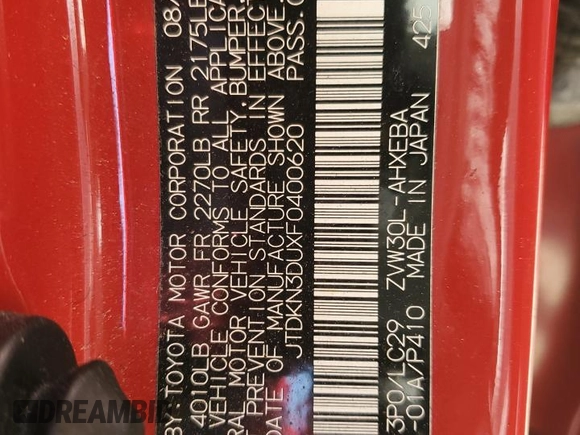 BY TOYOTA MOTOR CORPORATION 08/
4010LB GAWR FR 2270LB RR 2175LB
VEHICLE CONFORMS TO ALL APPLICA
RAL MOTOR VEHICLE SAFETY, BUMPER,
PREVENTION STANDARDS IN EFFECT
DATE OF MANUFACTURE SHOWN ABOVE.
JTDKN3DUXF0400620 PASS.C
3P0/LC29 ZVW30L-AHXEBA
-01A/P410 MADE IN JAPAN 425
DREAMBI